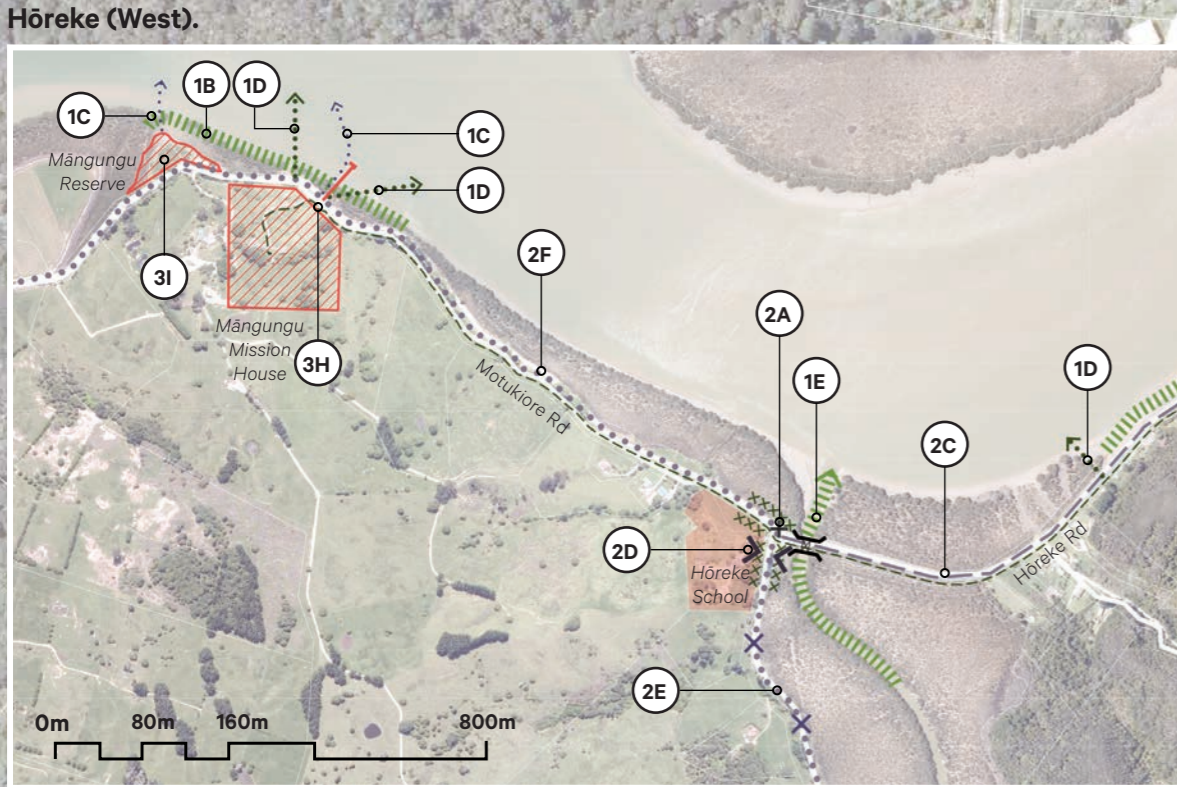 Hōreke (West).
1C
1B
1D
1C
1D
Māngungu
Reserve
3I
Māngungu
Mission
House
3H
2F
Motukiore Rd
2A
1E
2C
1D
2D
Hōreke
School
Hōreke Rd
2E
0m 80m 160m 800m